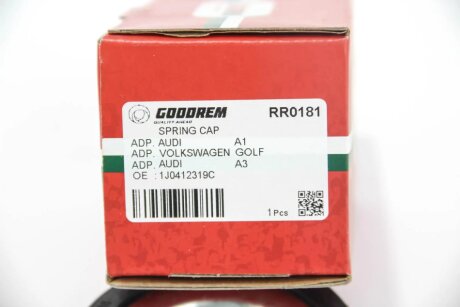 GOODREM RR0181
QUALITY AHEAD
SPRING CAP
ADP. AUDI A1
ADP. VOLKSWAGEN GOLF
ADP. AUDI A3
OE : 1J0412319C
1 Pcs